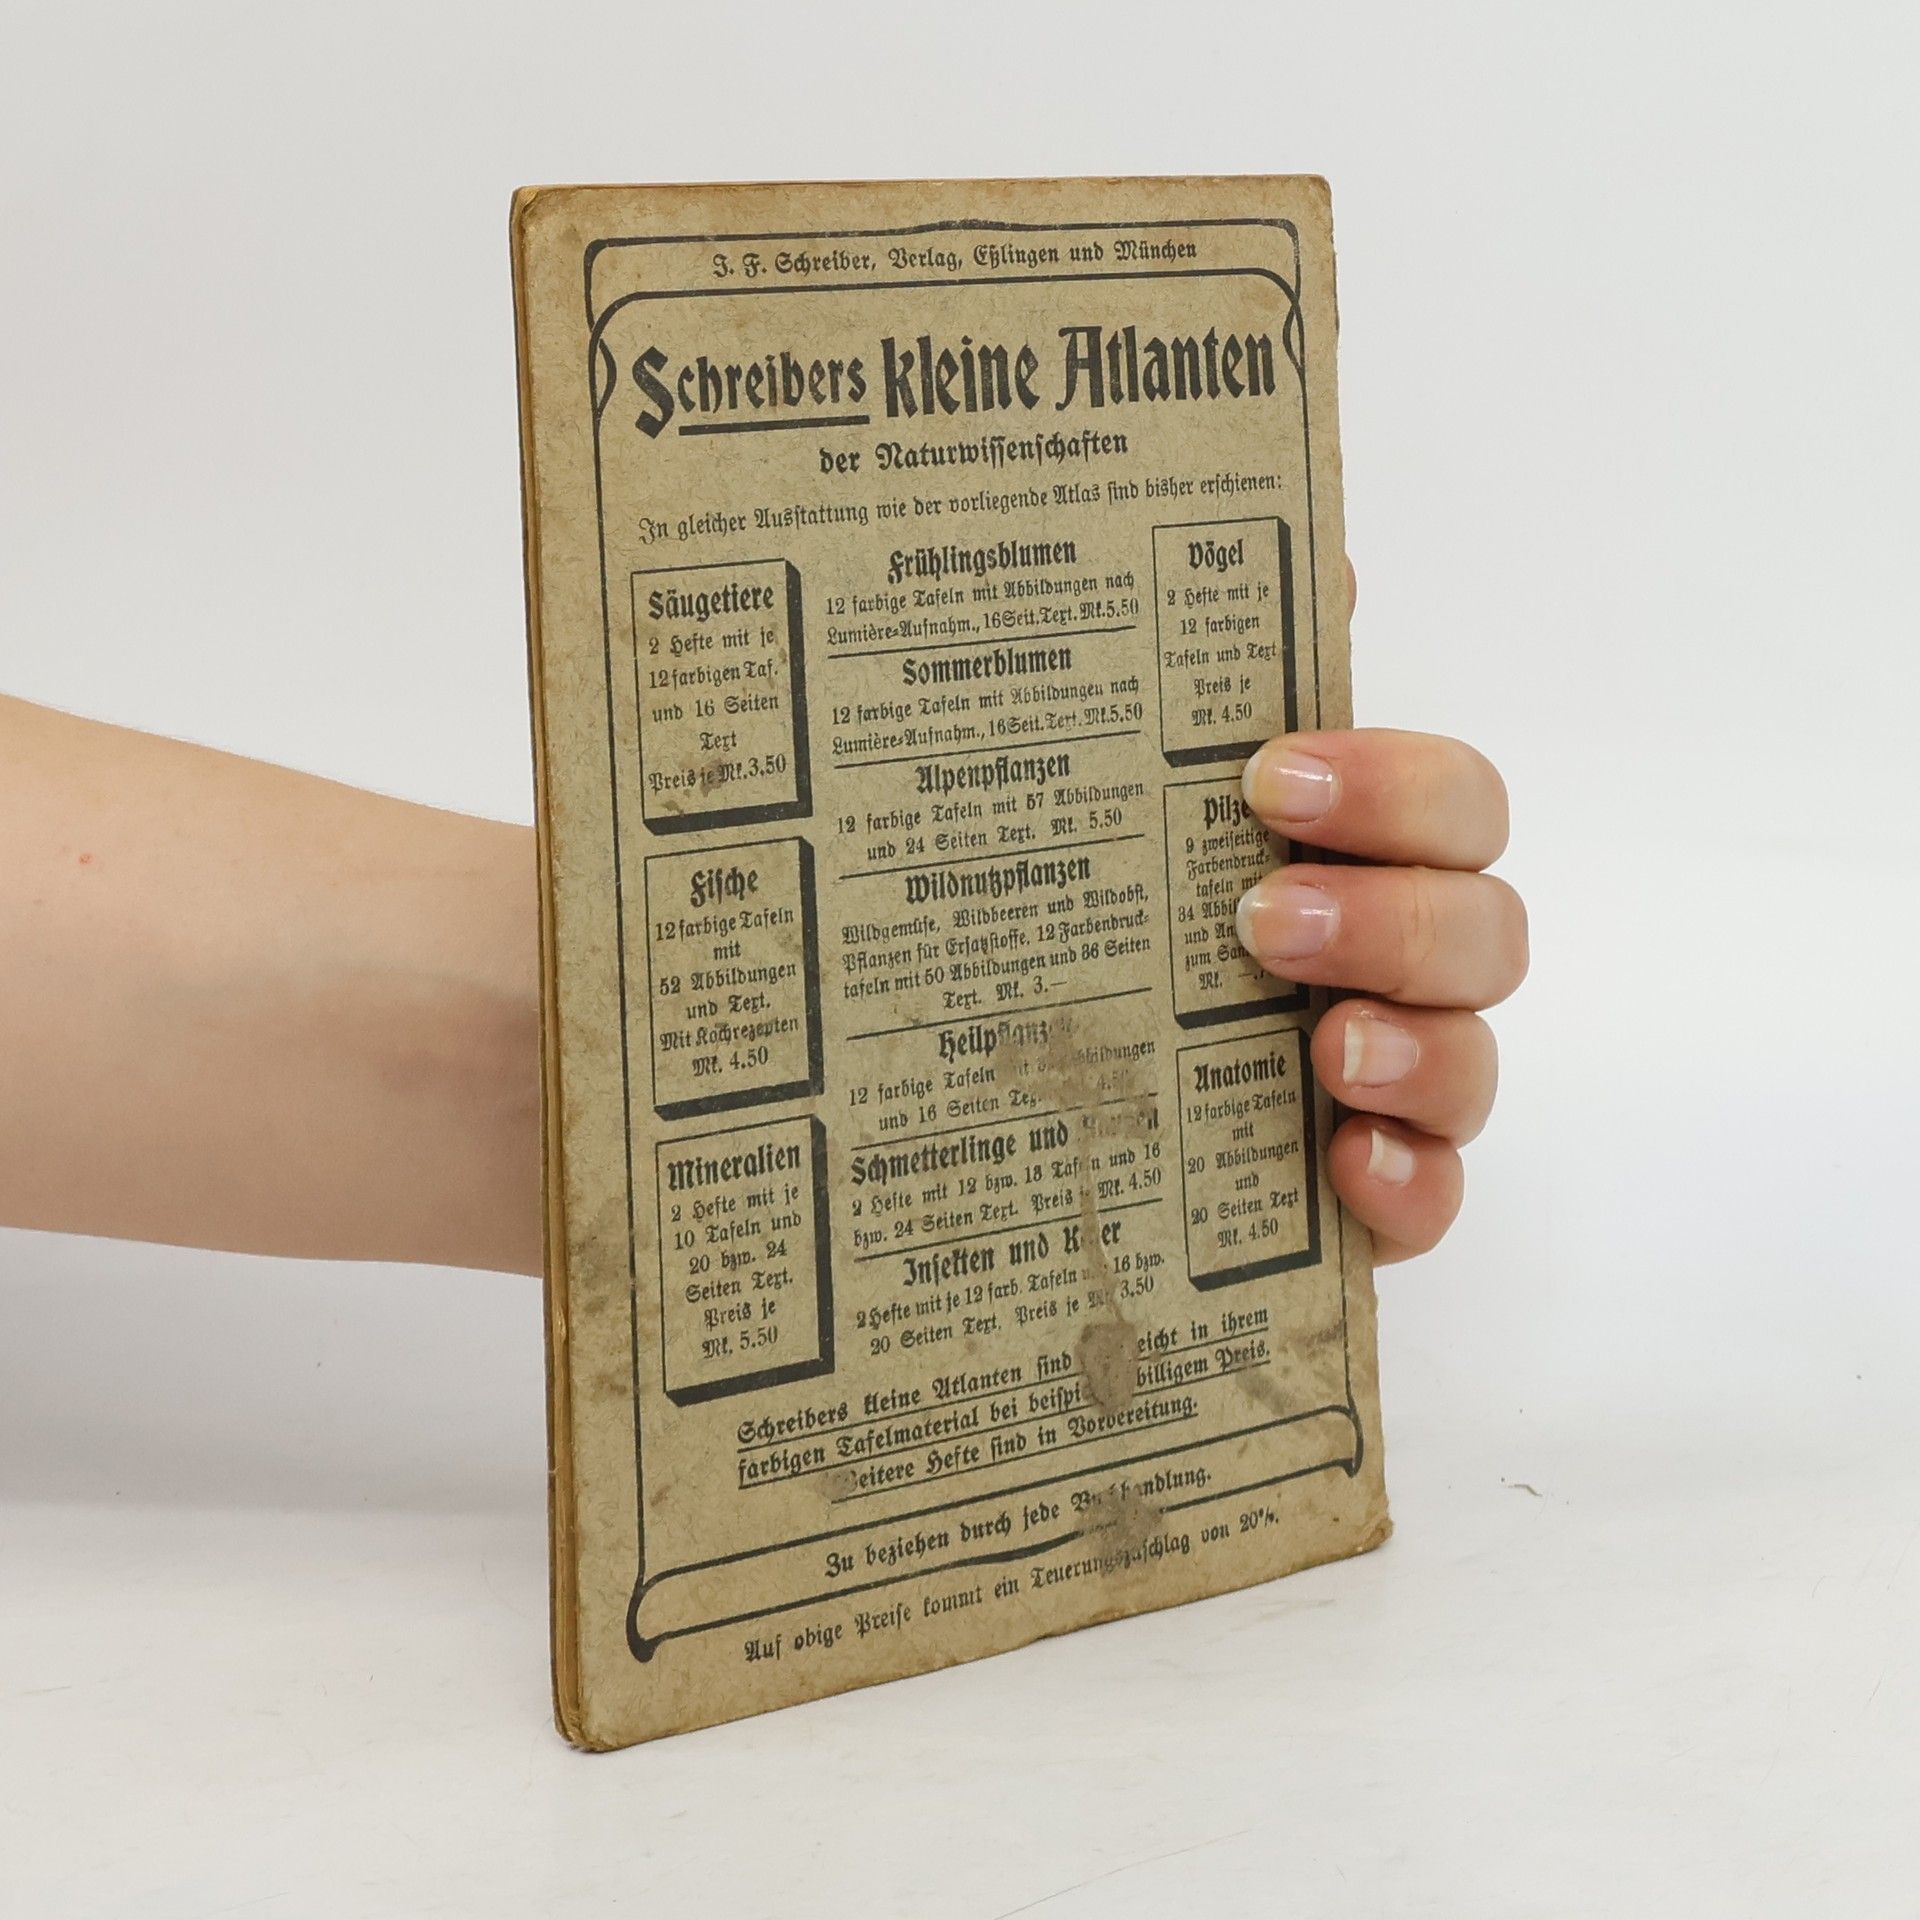 J. F. Schreiber, Verlag, Eßlingen und München
Schreibers kleine Atlanten
der Naturwissenschaften
In gleicher Ausstattung wie der vorliegende Atlas sind bisher erschienen:
Säugetiere
2 Hefte mit je
12 farbigen Taf.
und 16 Seiten
Text
Preis je Mk. 3.50
Fische
12 farbige Tafeln
mit
52 Abbildungen
und Text.
Mit Kochrezepten
Mk. 4.50
Mineralien
2 Hefte mit je
10 Tafeln und
20 bzw. 24
Seiten Text.
Preis je
Mk. 5.50
Frühlingsblumen
12 farbige Tafeln mit Abbildungen nach
Lumière-Aufnahm., 16 Seit. Text. Mk. 5.50
Sommerblumen
12 farbige Tafeln mit Abbildungen nach
Lumière-Aufnahm., 16 Seit. Text. Mk. 5.50
Alpenpflanzen
12 farbige Tafeln mit 57 Abbildungen
und 24 Seiten Text. Mk. 5.50
Wildnutzpflanzen
Wildgemüse, Wildbeeren und Wildobst,
Pflanzen für Ersatzstoffe. 12 Farbendruck-
tafeln mit 50 Abbildungen und 36 Seiten
Text. Mk. 3.—
12 farbige Tafeln
und 16 Seiten
Schmetterlinge und
2 Hefte mit 12 bzw. 13 und 16
bzw. 24 Seiten Text. Preis Mk. 4.50
Insekten und
2 Hefte mit je 12 farb. Tafeln 16 bzw.
20 Seiten Text. Preis je 3.50
Vögel
2 Hefte mit je
12 farbigen
Tafeln und Text
Preis je
Mk. 4.50
Pilze
9 zweiseitige
Farbendruck-
tafeln mit
34
und
zum
Mk.
Anatomie
12 farbige Tafeln
mit
20 Abbildungen
und
20 Seiten Text
Mk. 4.50
Schreibers kleine Atlanten sind in ihrem
farbigen Tafelmaterial bei billigem Preis.
Hefte sind in Vorbereitung.
Zu beziehen durch jede
Auf obige Preise kommt ein Teuerungszuschlag von 20%.